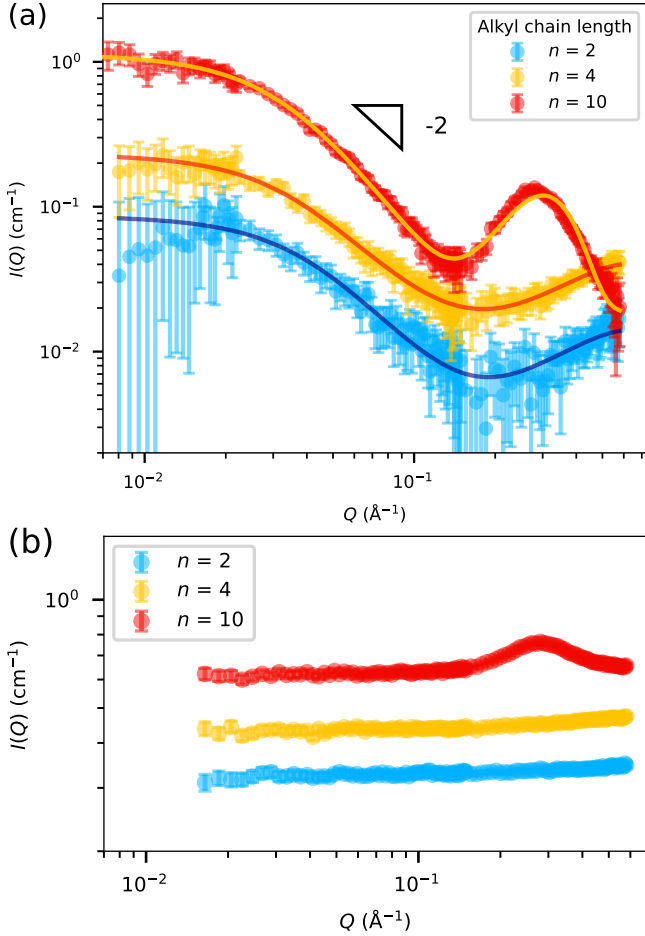 (a)
Alkyl chain length
n = 2
n = 4
n = 10
-2
10⁰
10⁻¹
10⁻²
I(Q) (cm⁻¹)
10⁻²
10⁻¹
Q (Å⁻¹)
(b)
n = 2
n = 4
n = 10
10⁰
I(Q) (cm⁻¹)
10⁻²
10⁻¹
Q (Å⁻¹)